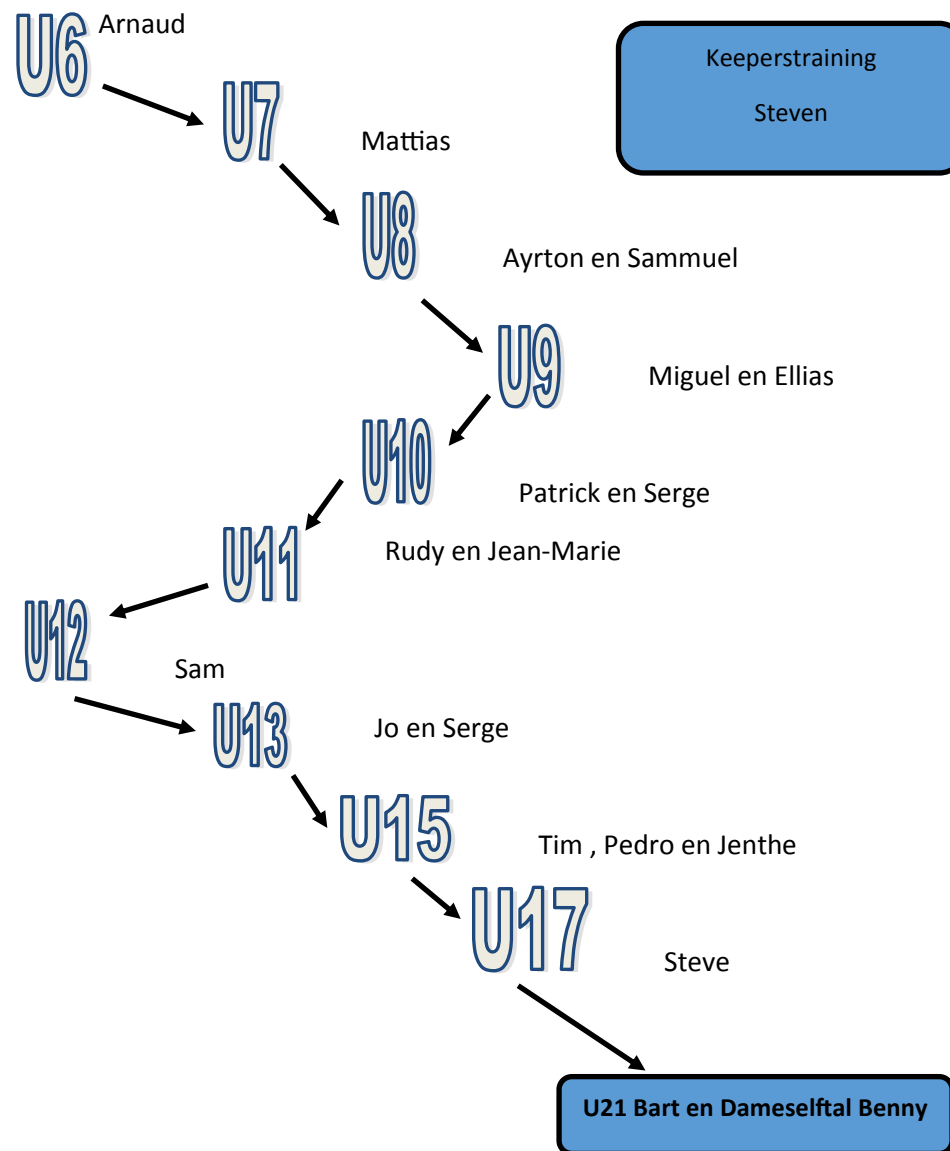 U6 Arnaud
Keeperstraining
Steven
U7
Mattias
U8
Ayrton en Sammuel
U9
Miguel en Ellias
U10
Patrick en Serge
U11
Rudy en Jean-Marie
U12
Sam
U13
Jo en Serge
U15
Tim , Pedro en Jenthe
U17
Steve
U21 Bart en Dameselftal Benny